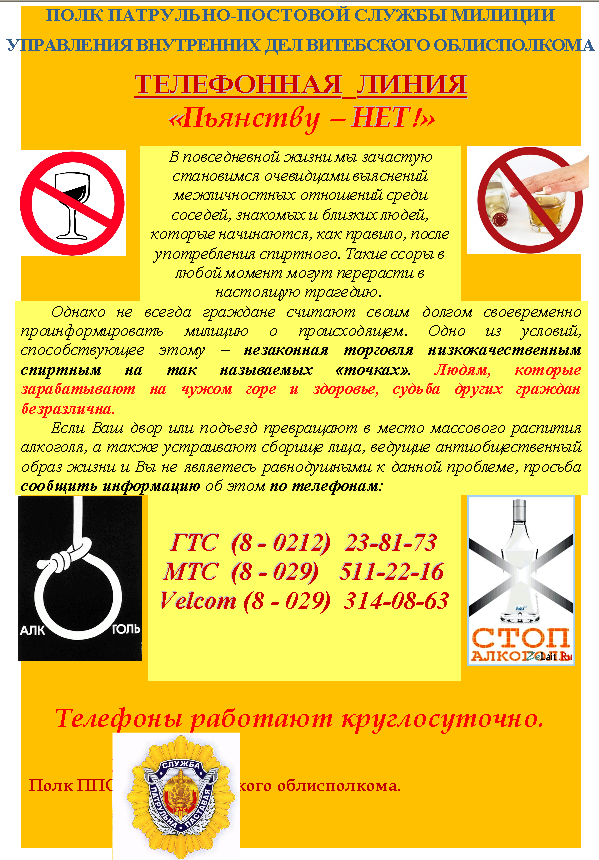 ПОЛК ПАТРУЛЬНО-ПОСТОВОЙ СЛУЖБЫ МИЛИЦИИ
УПРАВЛЕНИЯ ВНУТРЕННИХ ДЕЛ ВИТЕБСКОГО ОБЛИСПОЛКОМА
ТЕЛЕФОННАЯ_ЛИНИЯ
«Пьянству – НЕТ!»
В повседневной жизни мы зачастую
становимся очевидцами выяснений
межличностных отношений среди
соседей, знакомых и близких людей,
которые начинаются, как правило, после
употребления спиртного. Такие ссоры в
любой момент могут перерасти в
настоящую трагедию.
Однако не всегда граждане считают своим долгом своевременно
проинформировать милицию о происходящем. Одно из условий,
способствующее этому – незаконная торговля низкокачественным
спиртным на так называемых «точках». Людям, которые
зарабатывают на чужом горе и здоровье, судьба других граждан
безразлична.
Если Ваш двор или подъезд превращают в место массового распития
алкоголя, а также устраивают сборище лица, ведущие антиобщественный
образ жизни и Вы не являетесь равнодушными к данной проблеме, просьба
сообщить информацию об этом по телефонам:
АЛК ГОЛЬ
ГТС (8 - 0212) 23-81-73
МТС (8 - 029) 511-22-16
Velcom (8 - 029) 314-08-63
СТОП
АЛКОГОЛЬ
Телефоны работают круглосуточно.
СЛУЖБА
ПАТРУЛЬНА - ПАСТАВАЯ
Полк ППС кого облисполкома.